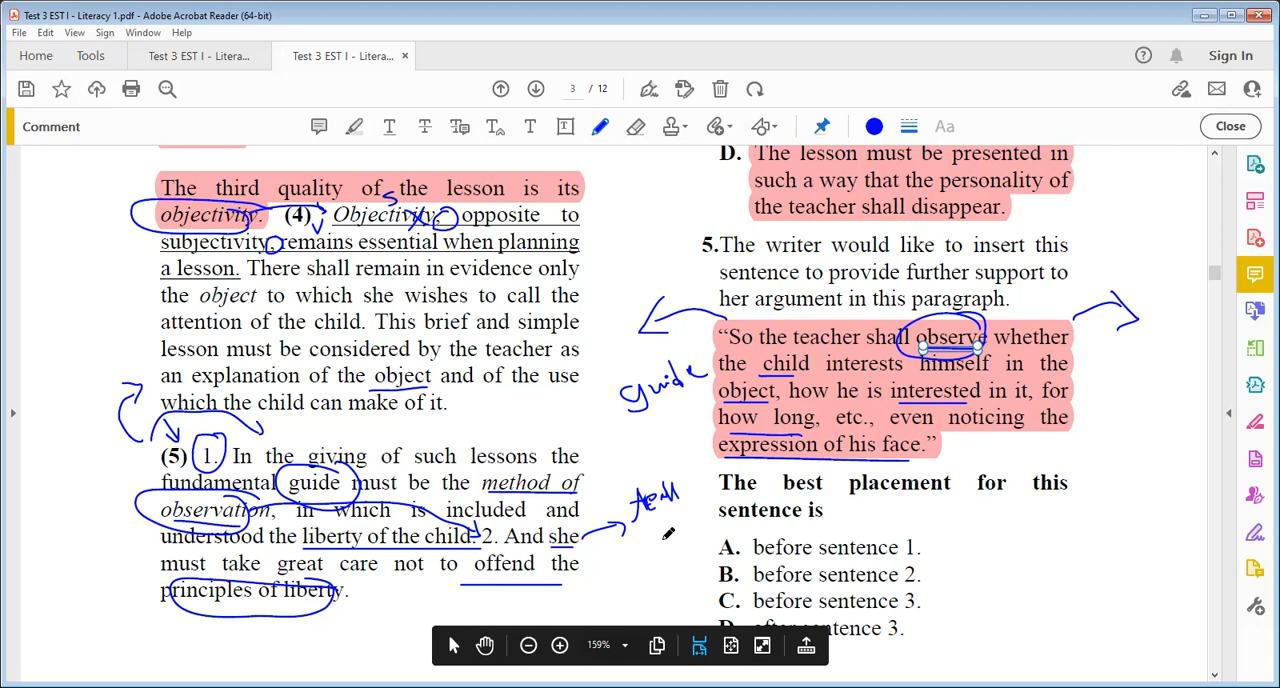 Test 3 EST I - Literacy 1.pdf - Adobe Acrobat Reader (64-bit)
File Edit View Sign Window Help
Home Tools Test 3 EST I - Litera... Test 3 EST I - Litera... × Sign In
3 / 12
Comment Aa Close
The third quality of the lesson is its
objectivity. (4) Objectivity, opposite to
subjectivity, remains essential when planning
a lesson. There shall remain in evidence only
the object to which she wishes to call the
attention of the child. This brief and simple
lesson must be considered by the teacher as
an explanation of the object and of the use
which the child can make of it.
(5) 1. In the giving of such lessons the
fundamental guide must be the method of
observation, in which is included and
understood the liberty of the child. 2. And she
must take great care not to offend the
principles of liberty.
guide
D. The lesson must be presented in
such a way that the personality of
the teacher shall disappear.
5. The writer would like to insert this
sentence to provide further support to
her argument in this paragraph.
“So the teacher shall observe whether
the child interests himself in the
object, how he is interested in it, for
how long, etc., even noticing the
expression of his face.”
The best placement for this
sentence is
A. before sentence 1.
B. before sentence 2.
C. before sentence 3.
D. after sentence 3.
159%